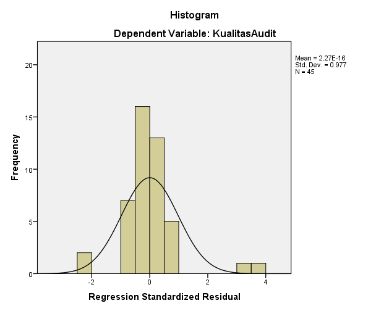 Histogram
Dependent Variable: KualitasAudit
Mean = 2.27E-16
Std. Dev. = 0.977
N = 45
20
15
10
5
0
Frequency
-2 0 2 4
Regression Standardized Residual